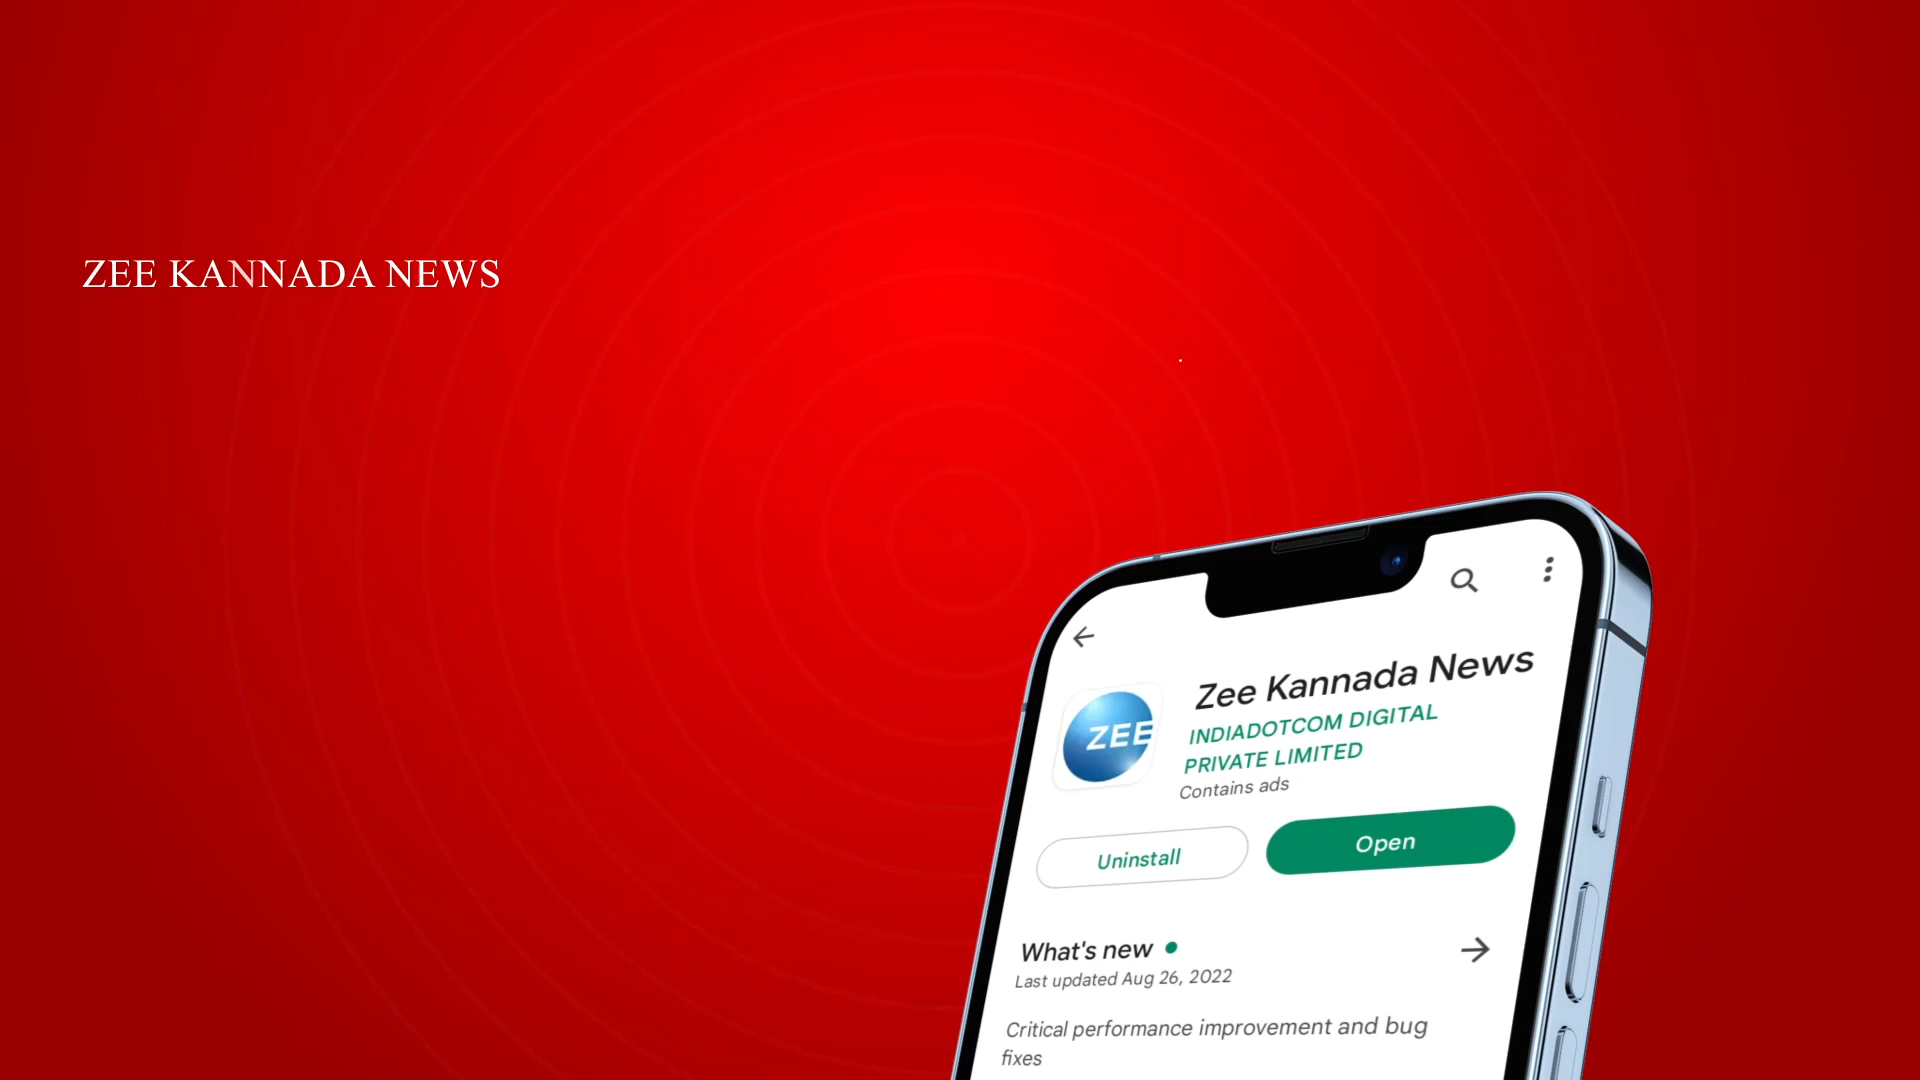 ZEE KANNADA NEWS
Zee Kannada News
ZEE
INDIADOTCOM DIGITAL
PRIVATE LIMITED
Contains ads
Uninstall
Open
What's new
Last updated Aug 26, 2022
Critical performance improvement and bug
fixes